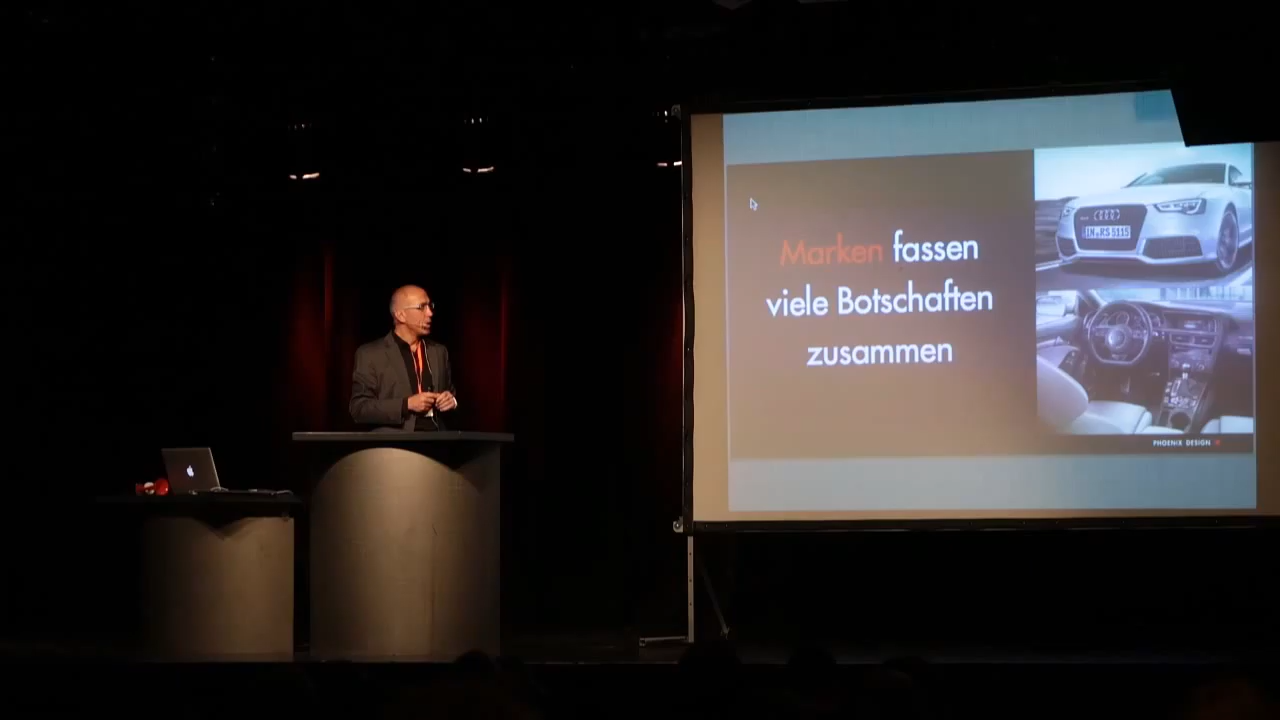 Marken fassen
viele Botschaften
zusammen
IN RS 5115
PHOENIX DESIGN